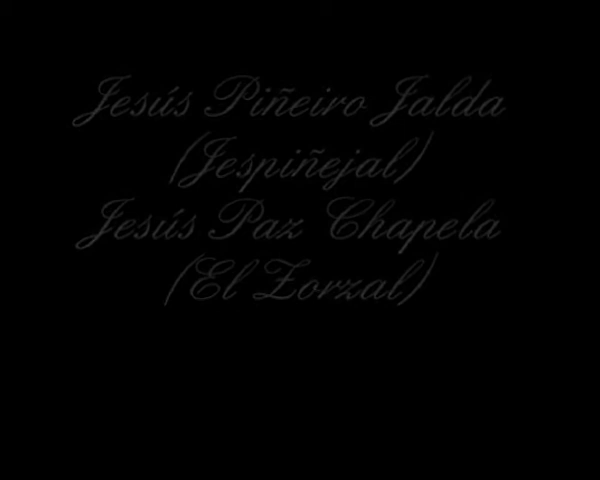 Jesús Piñeiro Jalda
(Jespiñejal)
Jesús Paz Chapela
(El Zorzal)